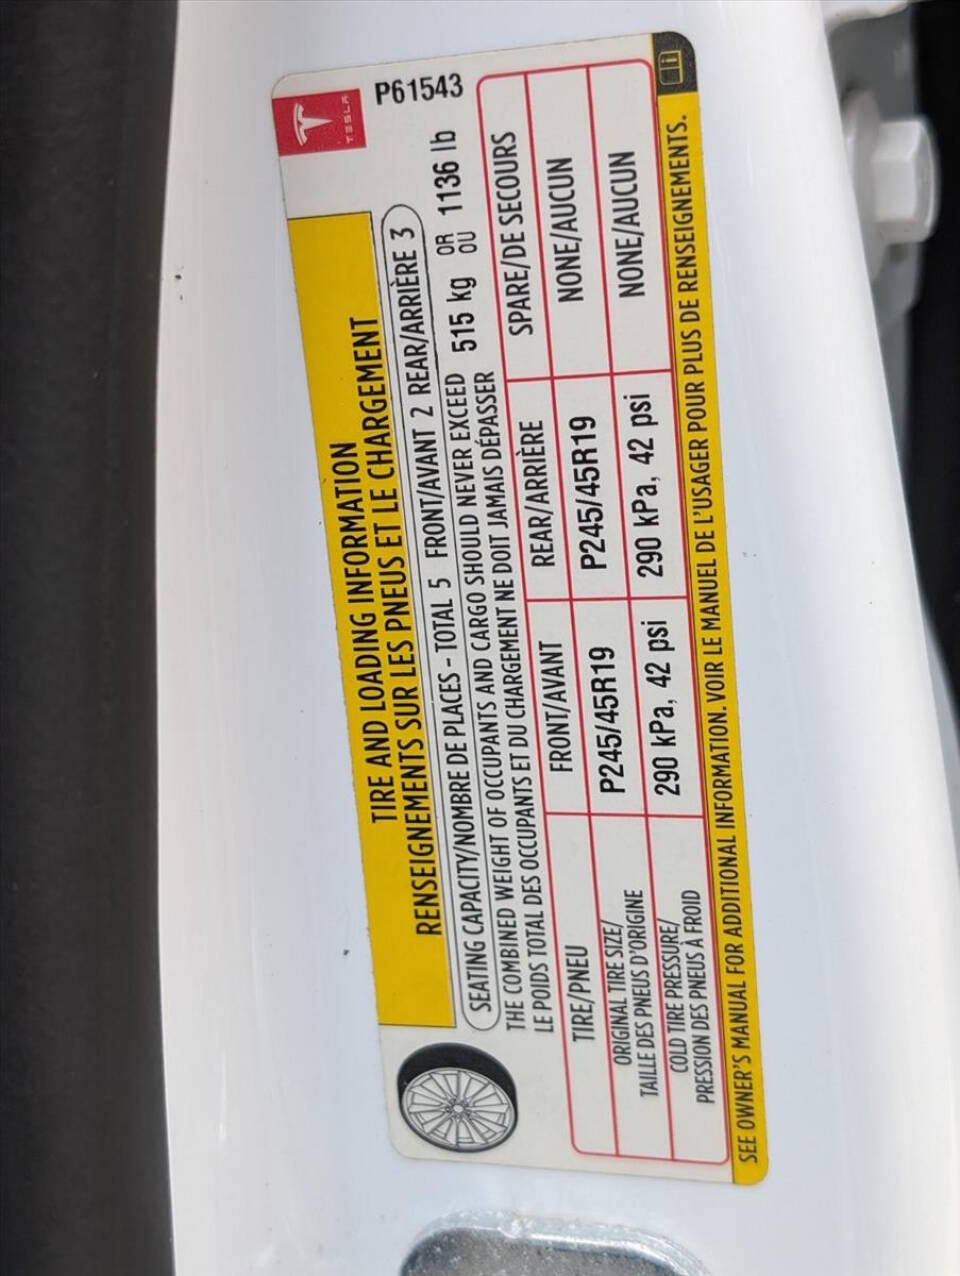 TESLA
P61543
TIRE AND LOADING INFORMATION
RENSEIGNEMENTS SUR LES PNEUS ET LE CHARGEMENT
SEATING CAPACITY/NOMBRE DE PLACES - TOTAL 5 FRONT/AVANT 2 REAR/ARRIÈRE 3
THE COMBINED WEIGHT OF OCCUPANTS AND CARGO SHOULD NEVER EXCEED 515 kg OR 1136 lb
LE POIDS TOTAL DES OCCUPANTS ET DU CHARGEMENT NE DOIT JAMAIS DÉPASSER OU
TIRE/PNEU FRONT/AVANT REAR/ARRIÈRE SPARE/DE SECOURS
ORIGINAL TIRE SIZE/ P245/45R19 P245/45R19 NONE/AUCUN
TAILLE DES PNEUS D'ORIGINE
COLD TIRE PRESSURE/ 290 kPa, 42 psi 290 kPa, 42 psi NONE/AUCUN
PRESSION DES PNEUS À FROID
SEE OWNER'S MANUAL FOR ADDITIONAL INFORMATION. VOIR LE MANUEL DE L'USAGER POUR PLUS DE RENSEIGNEMENTS.